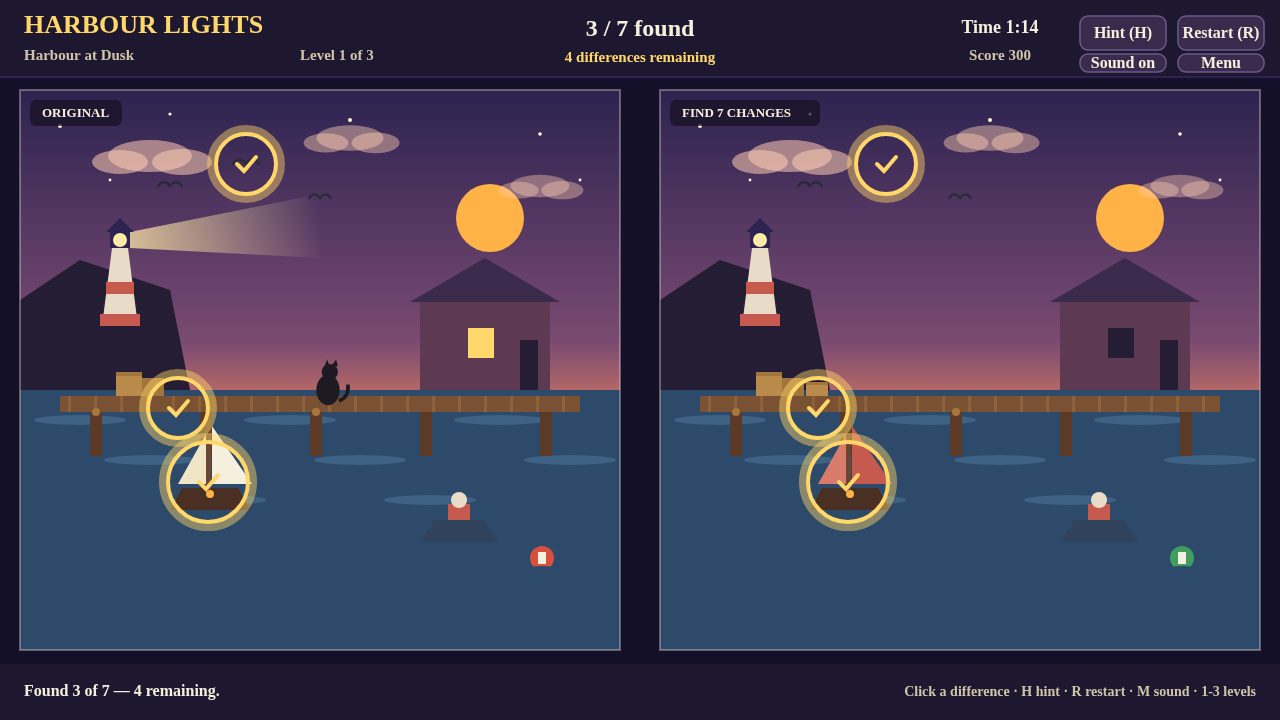 HARBOUR LIGHTS
Harbour at Dusk
Level 1 of 3
3 / 7 found
4 differences remaining
Time 1:14
Score 300
Hint (H)
Restart (R)
Sound on
Menu
ORIGINAL
FIND 7 CHANGES
Found 3 of 7 — 4 remaining.
Click a difference · H hint · R restart · M sound · 1-3 levels